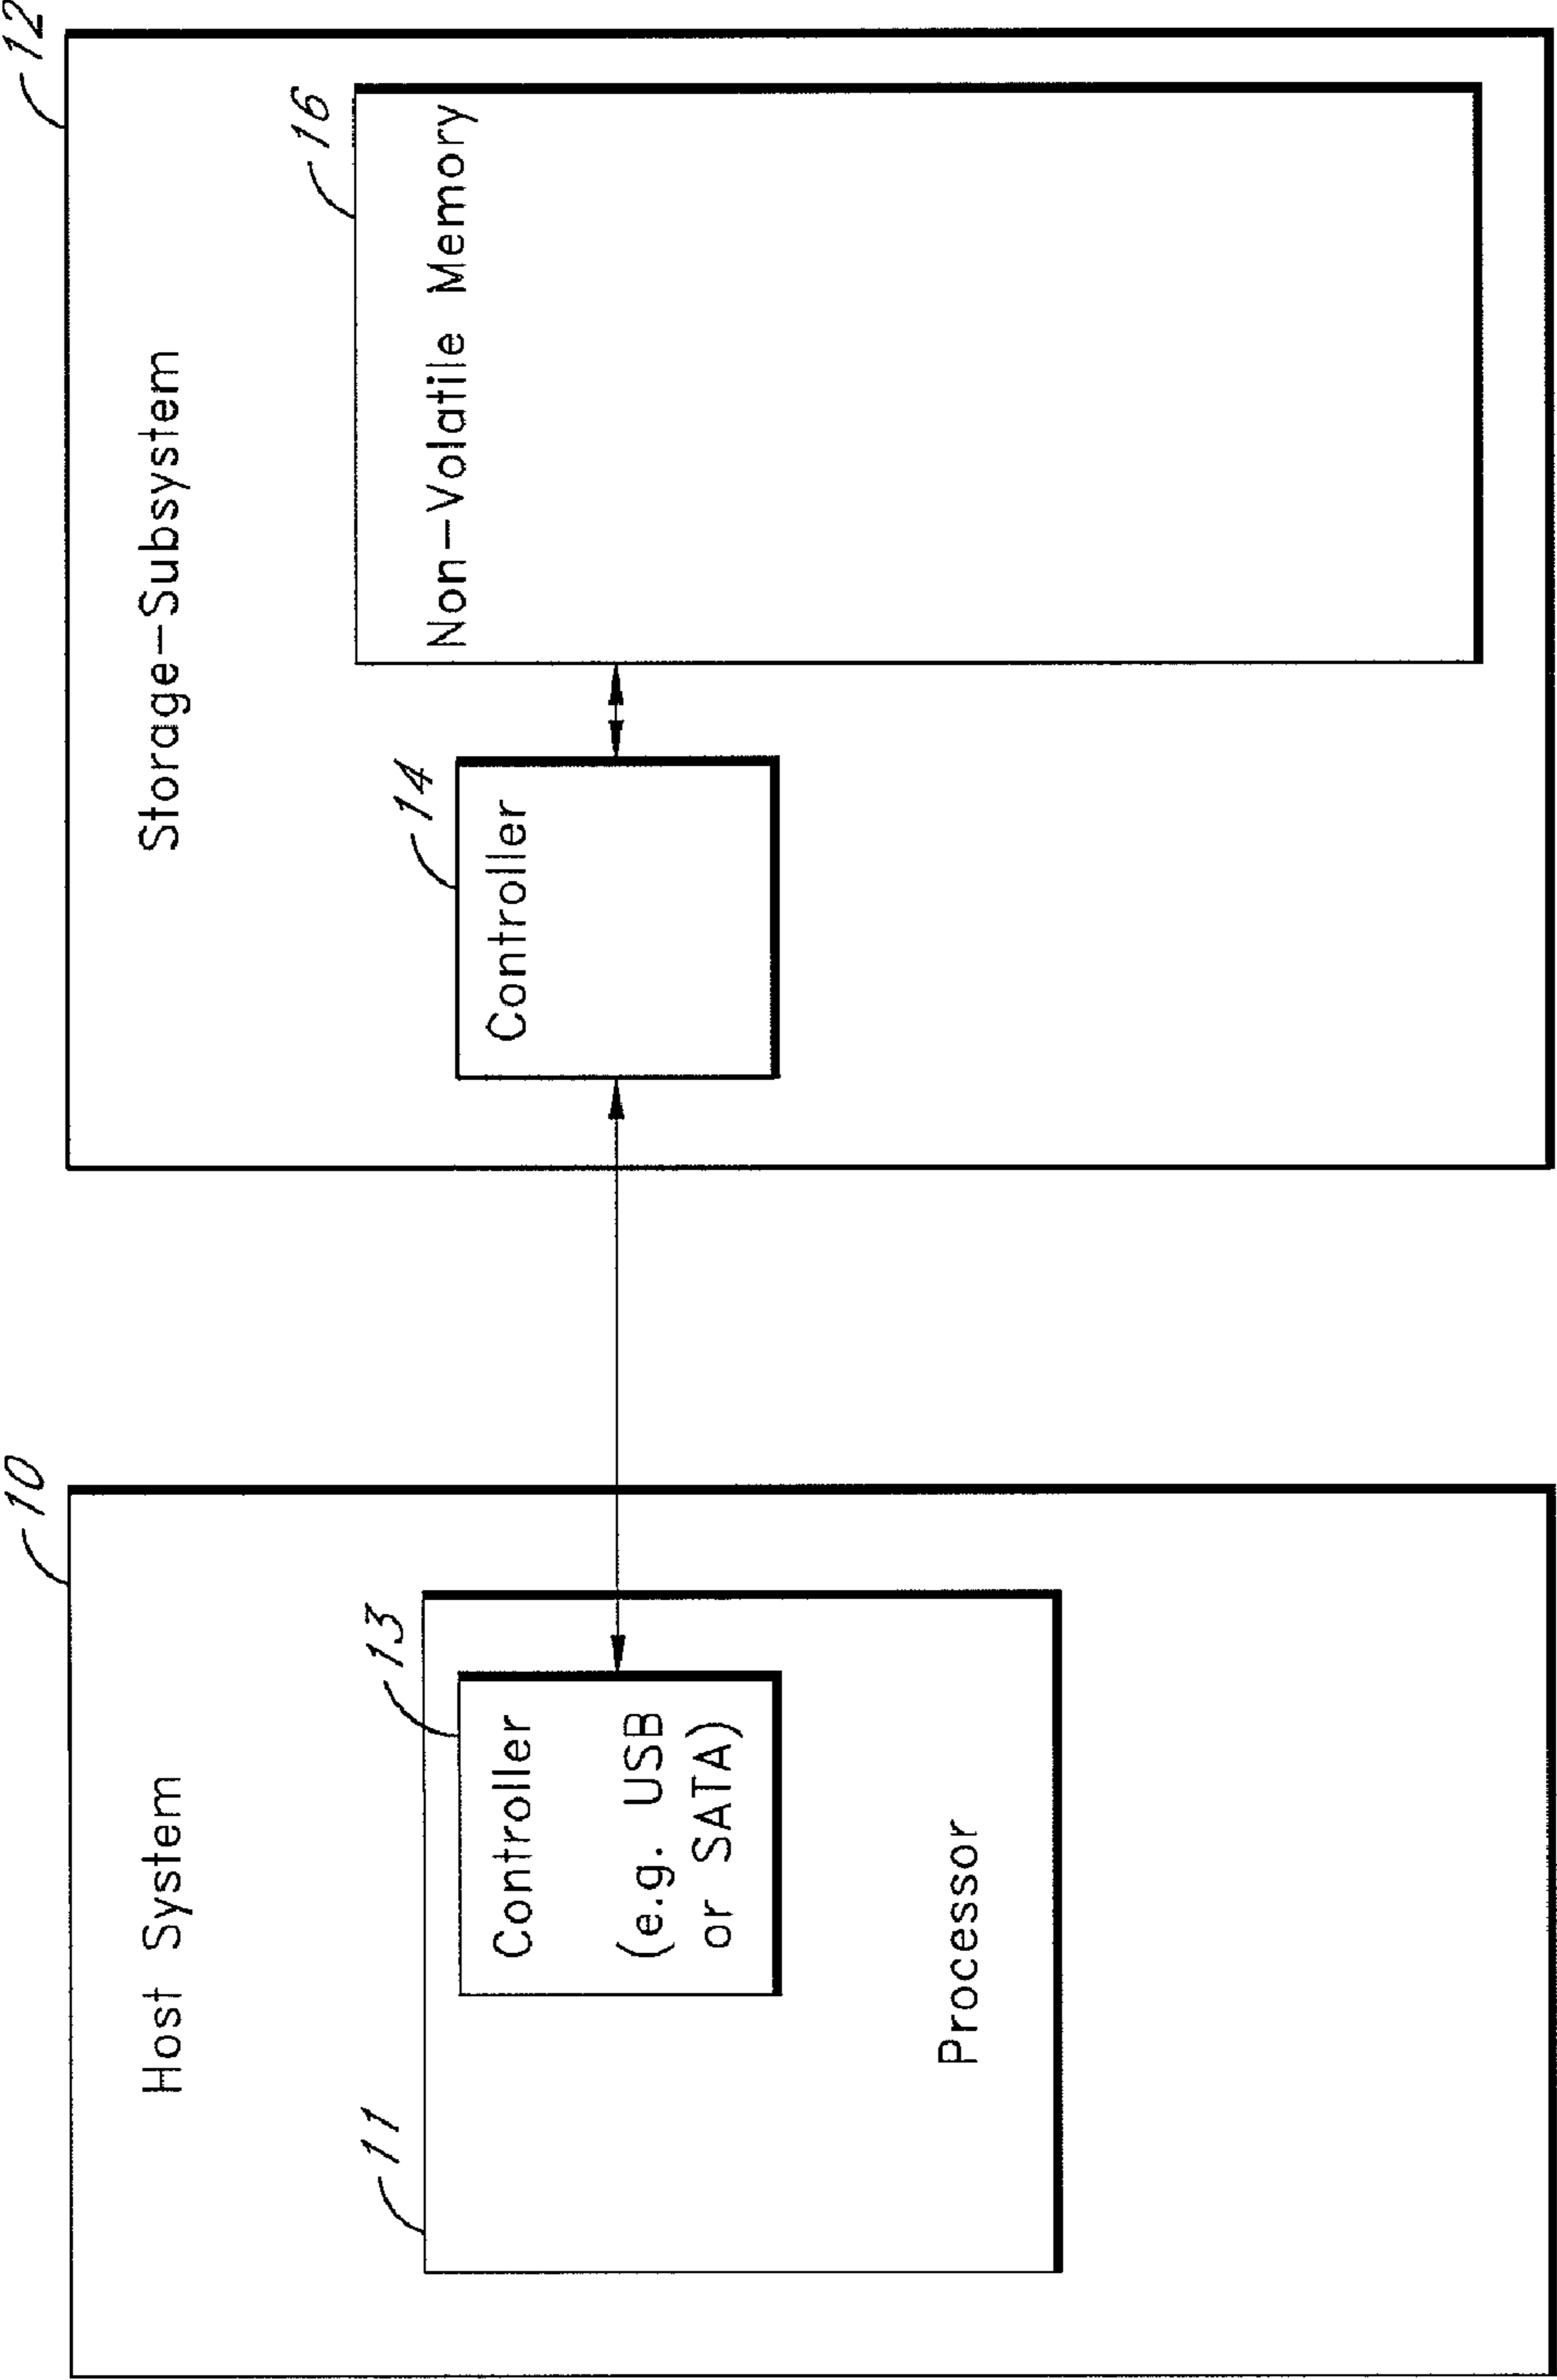 10
Host System
11
13
Controller
(e.g. USB
or SATA)
Processor
12
Storage-Subsystem
14
Controller
16
Non-Volatile Memory